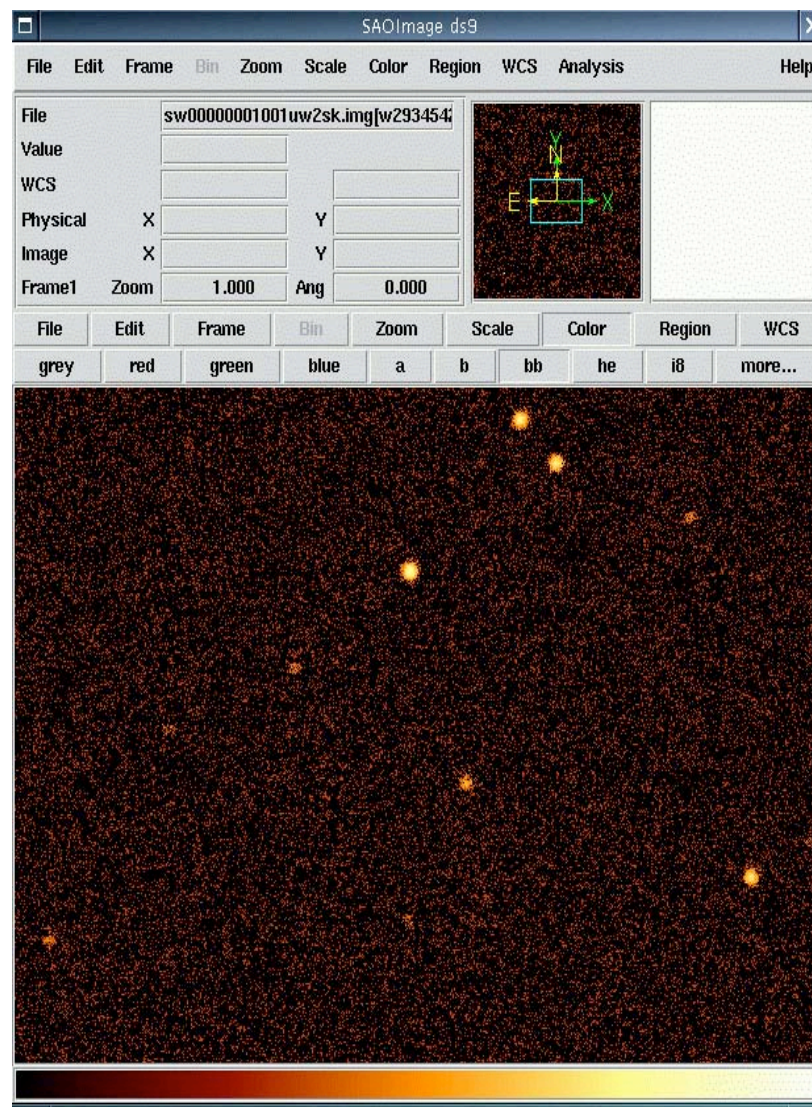 SAOImage ds9
File Edit Frame Bin Zoom Scale Color Region WCS Analysis Help
File sw00000001001uw2sk.img[w2934542
Value
WCS
Physical X Y
Image X Y
Frame1 Zoom 1.000 Ang 0.000
Y
N
E X
File Edit Frame Bin Zoom Scale Color Region WCS
grey red green blue a b bb he i8 more...